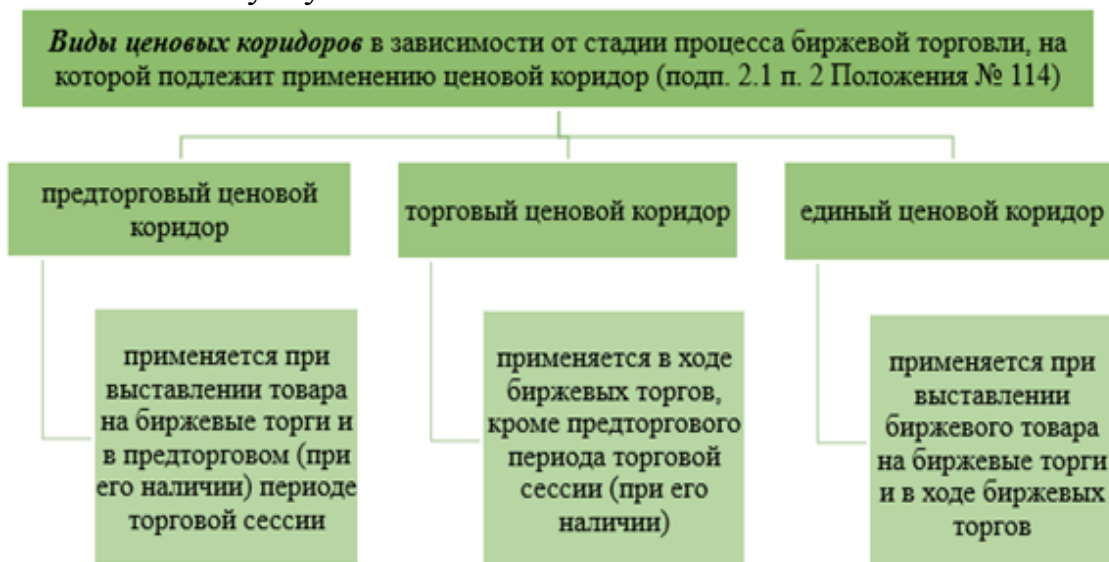 Виды ценовых коридоров в зависимости от стадии процесса биржевой торговли, на
которой подлежит применению ценовой коридор (подп. 2.1 п. 2 Положения № 114)
предторговый ценовой
коридор
торговый ценовой коридор
единый ценовой коридор
применяется при
выставлении товара
на биржевые торги и
в предторговом (при
его наличии) периоде
торговой сессии
применяется в ходе
биржевых торгов,
кроме предторгового
периода торговой
сессии (при его
наличии)
применяется при
выставлении
биржевого товара
на биржевые торги
и в ходе биржевых
торгов